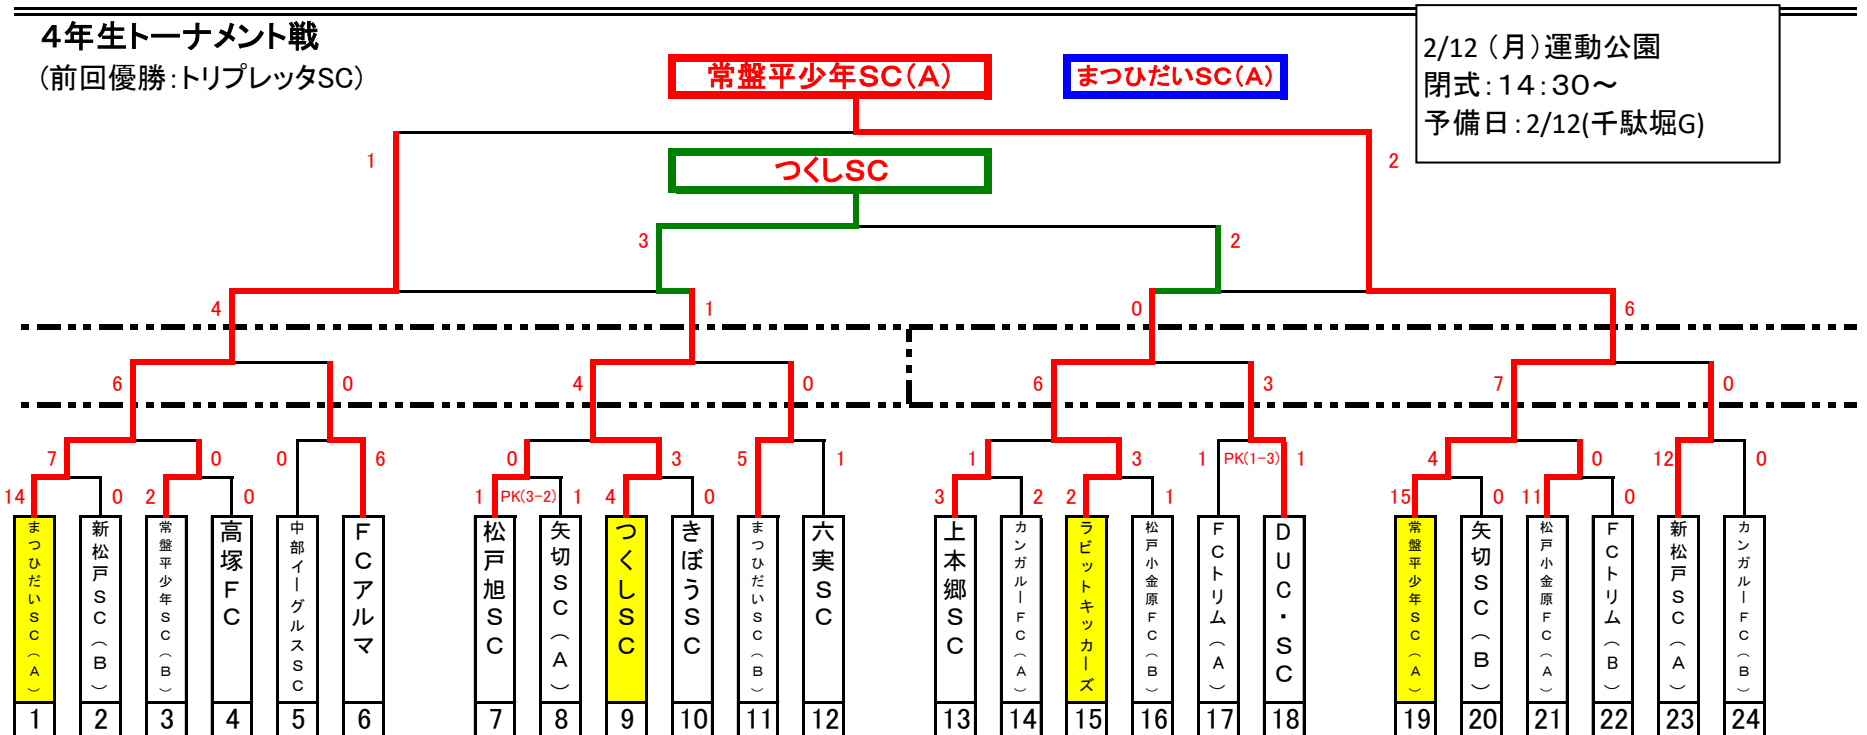 4年生トーナメント戦
(前回優勝:トリプレッタSC)
常盤平少年SC(A)
まつひだいSC(A)
2/12 (月)運動公園
閉式:14:30~
予備日:2/12(千駄堀G)
1
2
つくしSC
3
2
4
1
0
6
6
0
4
0
6
3
7
0
7
0
0
6
0
3
5
1
1
3
1
PK(1-3)
1
4
0
12
0
14
0
2
0
1
PK(3-2)
1
4
0
3
2
2
1
15
0
11
0
まつひだいSC(A)
新松戸SC(B)
常盤平少年SC(B)
高塚FC
中部イーグルスSC
FCアルマ
松戸旭SC
矢切SC(A)
つくしSC
きぼうSC
まつひだいSC(B)
六実SC
上本郷SC
カンガルーFC(A)
ラビットキッカーズ
松戸小金原FC(B)
FCトリム(A)
DUC・SC
常盤平少年SC(A)
矢切SC(B)
松戸小金原FC(A)
FCトリム(B)
新松戸SC(A)
カンガルーFC(B)
1 2 3 4 5 6 7 8 9 10 11 12 13 14 15 16 17 18 19 20 21 22 23 24